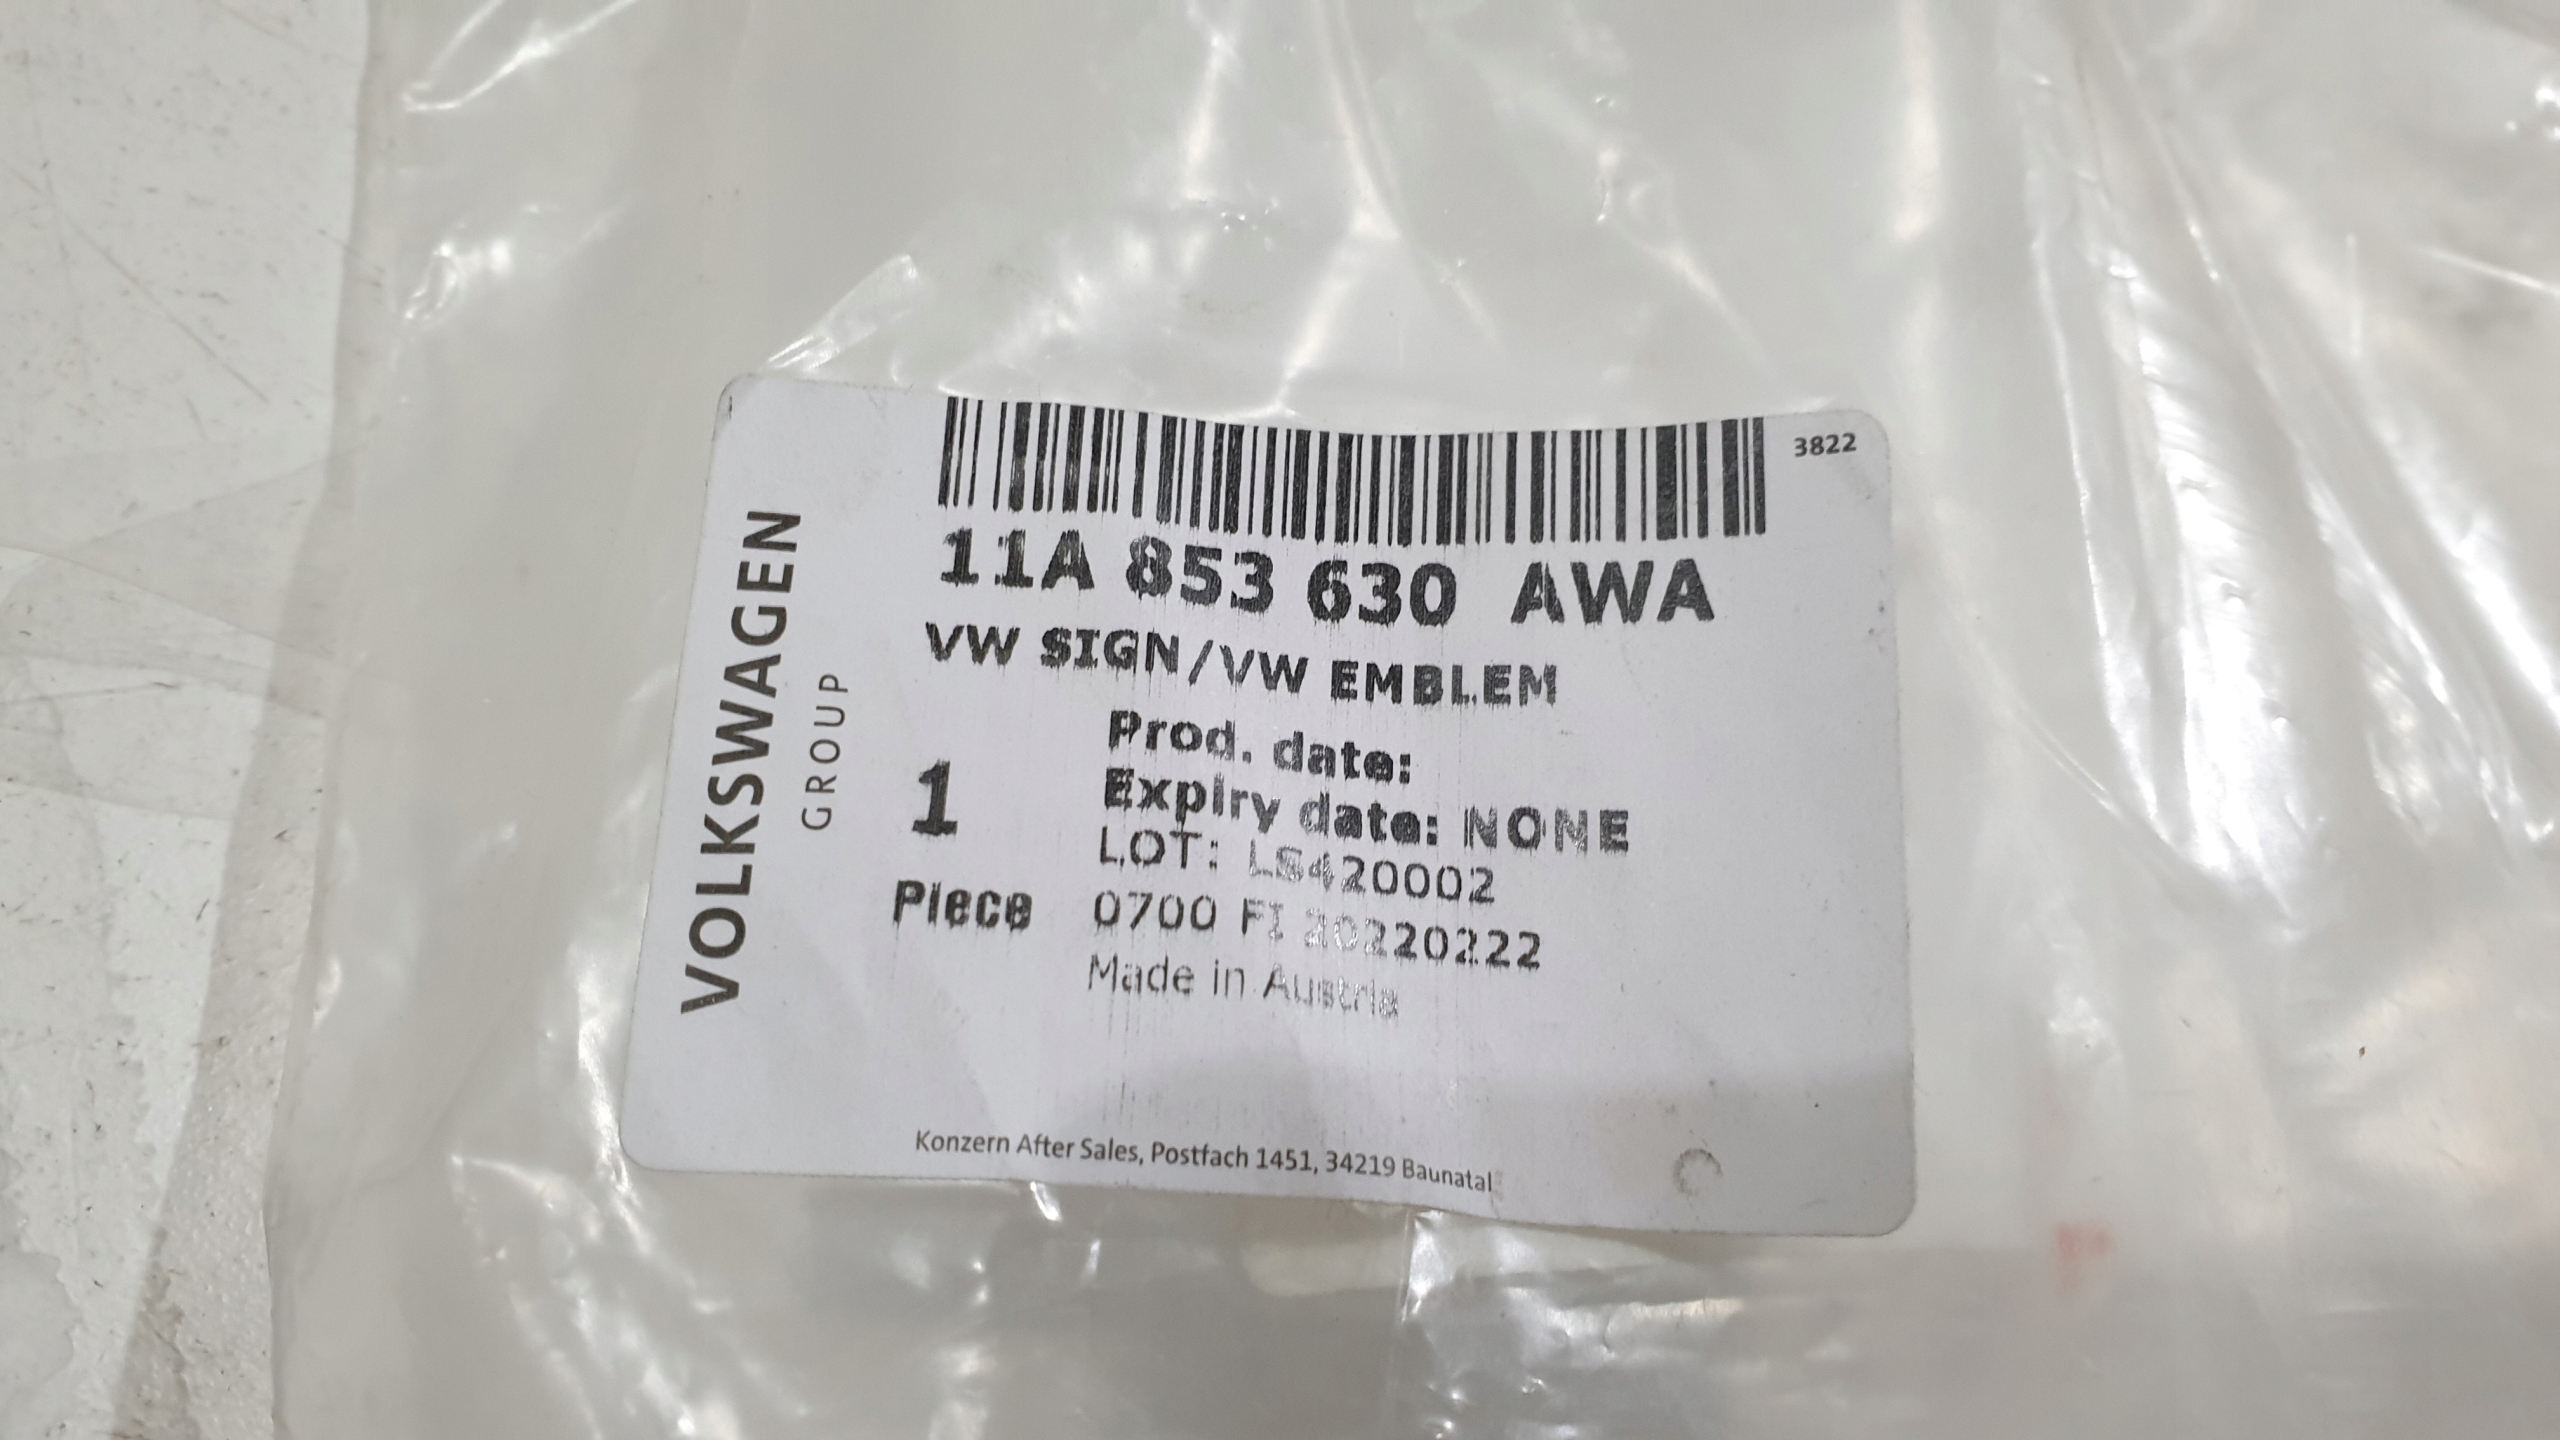 3822
VOLKSWAGEN
GROUP
11A 853 630 AWA
VW SIGN/VW EMBLEM
Prod. date:
Expiry date: NONE
1
LOT: LS420002
Piece
0700 FI 20220222
Made in Austria
Konzern After Sales, Postfach 1451, 34219 Baunatal